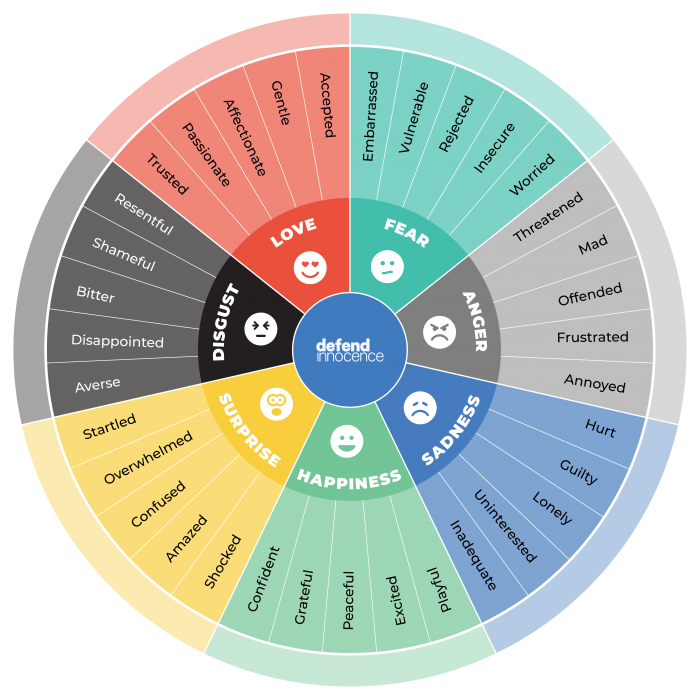 defend
innocence
LOVE
Trusted
Passionate
Affectionate
Gentle
Accepted
FEAR
Embarrassed
Vulnerable
Rejected
Insecure
Worried
ANGER
Threatened
Mad
Offended
Frustrated
Annoyed
SADNESS
Hurt
Guilty
Lonely
Uninterested
Inadequate
HAPPINESS
Playful
Excited
Peaceful
Grateful
Confident
SURPRISE
Shocked
Amazed
Confused
Overwhelmed
Startled
DISGUST
Averse
Disappointed
Bitter
Shameful
Resentful